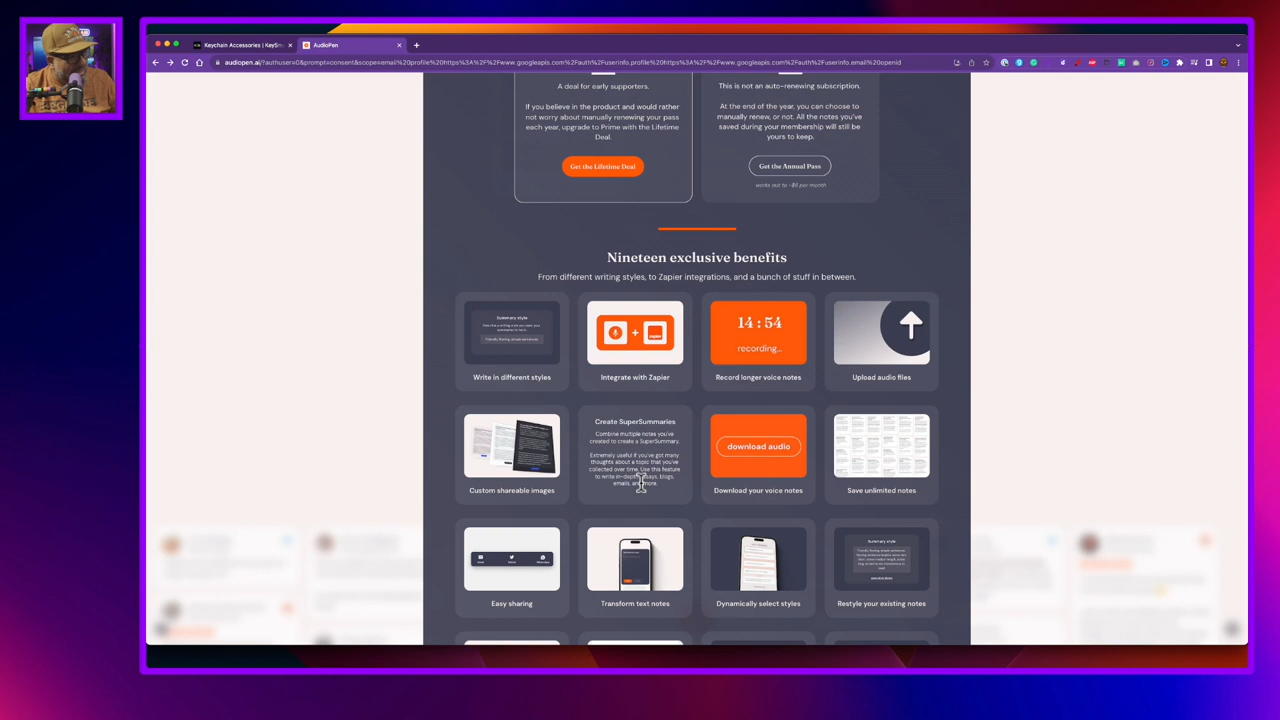 Keychain Accessories | KeySm
AudioPen
audiopen.ai/?authuser=0&prompt=consent&scope=email%20profile%20https%3A%2F%2Fwww.googleapis.com%2Fauth%2Fuserinfo.profile%20https%3A%2F%2Fwww.googleapis.com%2Fauth%2Fuserinfo.email%20openid
A deal for early supporters.
If you believe in the product and would rather
not worry about manually renewing your pass
each year, upgrade to Prime with the Lifetime
Deal.
Get the Lifetime Deal
This is not an auto-renewing subscription.
At the end of the year, you can choose to
manually renew, or not. All the notes you've
saved during your membership will still be
yours to keep.
Get the Annual Pass
works out to ~$8 per month
Nineteen exclusive benefits
From different writing styles, to Zapier integrations, and a bunch of stuff in between.
Summary style
Write in different styles
+
zapier
Integrate with Zapier
14 : 54
recording...
Record longer voice notes
Upload audio files
Custom shareable images
Create SuperSummaries
Combine multiple notes you've
created to create a SuperSummary.
Extremely useful if you've got many
thoughts about a topic that you've
collected over time. Use this feature
to write in-depth essays, blogs,
emails, and more.
download audio
Download your voice notes
Save unlimited notes
Easy sharing
Transform text notes
Dynamically select styles
Summary style
Restyle your existing notes